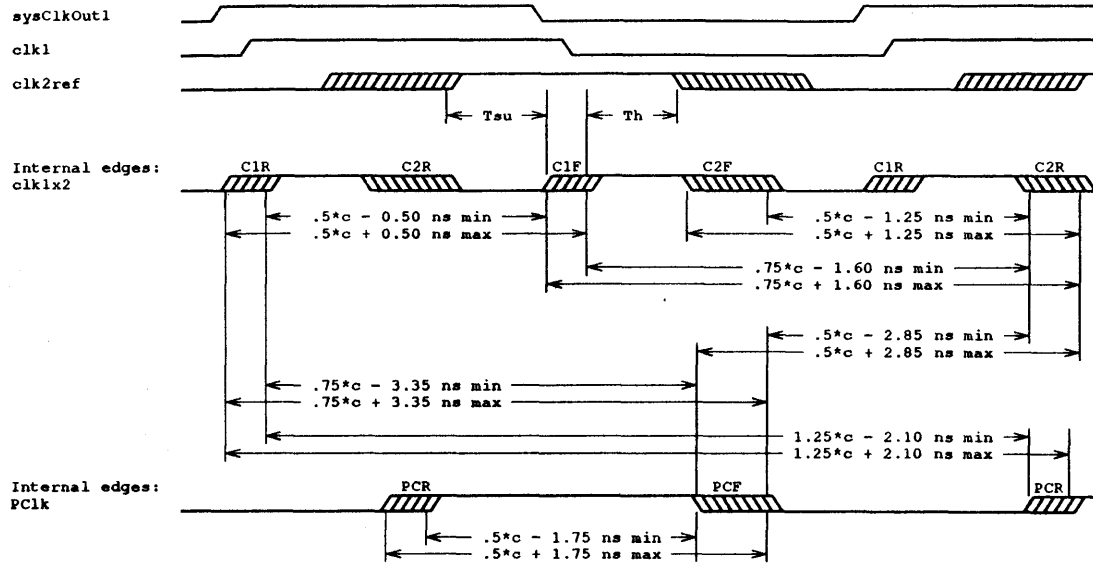 sysClkOut1
clk1
clk2ref
Tsu Th
Internal edges:
clk1x2
C1R C2R C1F C2F C1R C2R
.5*c - 0.50 ns min .5*c - 1.25 ns min
.5*c + 0.50 ns max .5*c + 1.25 ns max
.75*c - 1.60 ns min
.75*c + 1.60 ns max
.5*c - 2.85 ns min
.5*c + 2.85 ns max
.75*c - 3.35 ns min
.75*c + 3.35 ns max
1.25*c - 2.10 ns min
1.25*c + 2.10 ns max
Internal edges:
PClk
PCR PCF PCR
.5*c - 1.75 ns min
.5*c + 1.75 ns max